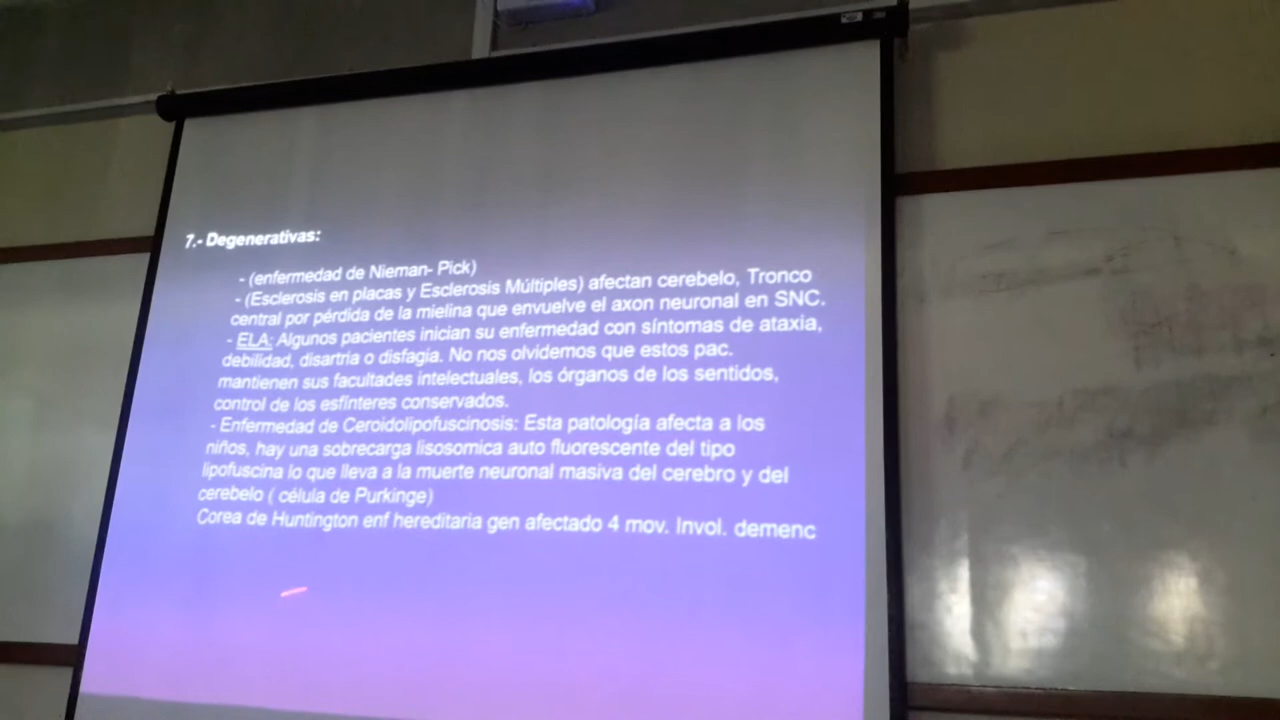 7.- Degenerativas:
- (enfermedad de Nieman- Pick)
- (Esclerosis en placas y Esclerosis Múltiples) afectan cerebelo, Tronco
central por pérdida de la mielina que envuelve el axon neuronal en SNC.
- ELA: Algunos pacientes inician su enfermedad con síntomas de ataxia,
debilidad, disartria o disfagia. No nos olvidemos que estos pac.
mantienen sus facultades intelectuales, los órganos de los sentidos,
control de los esfínteres conservados.
- Enfermedad de Ceroidolipofuscinosis: Esta patología afecta a los
niños, hay una sobrecarga lisosomica auto fluorescente del tipo
lipofuscina lo que lleva a la muerte neuronal masiva del cerebro y del
cerebelo ( célula de Purkinge)
Corea de Huntington enf hereditaria gen afectado 4 mov. Invol. demenc